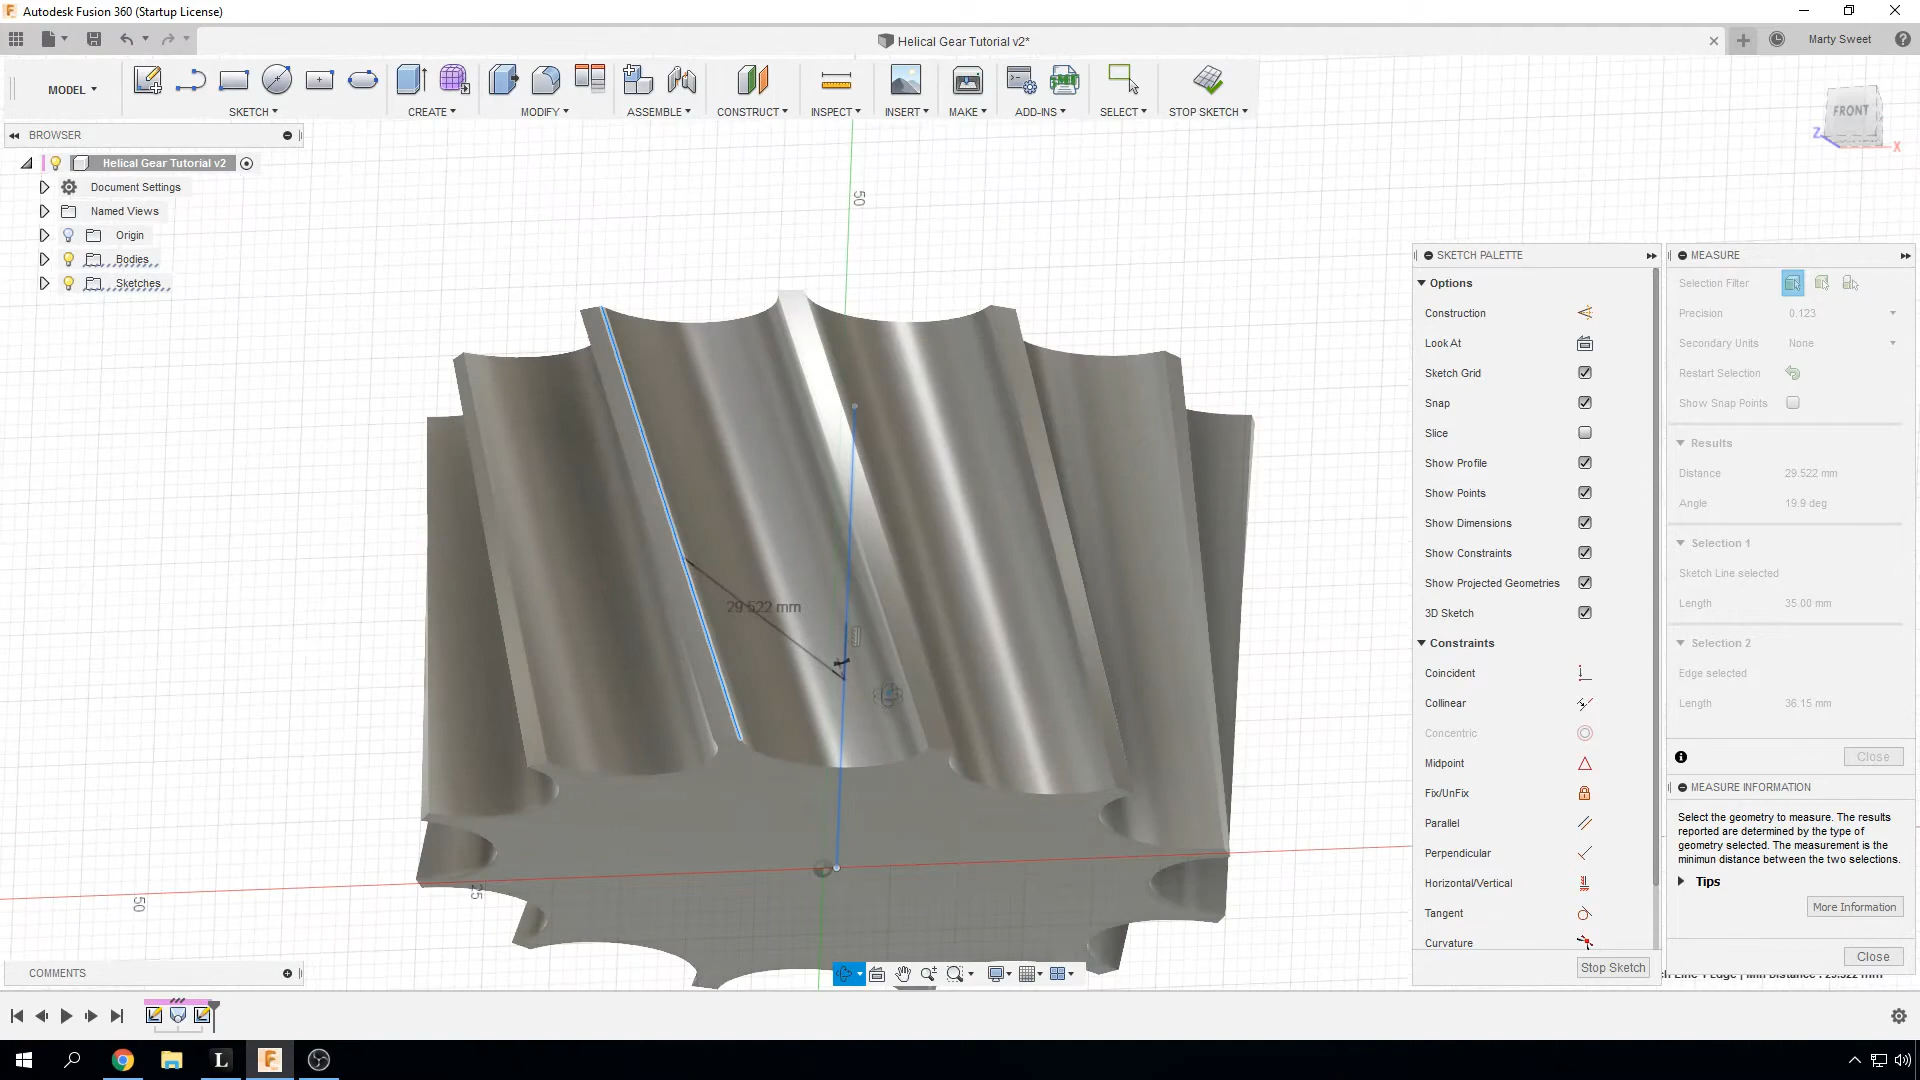 Autodesk Fusion 360 (Startup License)
Helical Gear Tutorial v2*
Marty Sweet
MODEL
SKETCH
CREATE
MODIFY
ASSEMBLE
CONSTRUCT
INSPECT
INSERT
MAKE
ADD-INS
SELECT
STOP SKETCH
FRONT
Z
X
BROWSER
Helical Gear Tutorial v2
Document Settings
Named Views
Origin
Bodies
Sketches
50
29.522 mm
50
25
SKETCH PALETTE
Options
Construction
Look At
Sketch Grid
Snap
Slice
Show Profile
Show Points
Show Dimensions
Show Constraints
Show Projected Geometries
3D Sketch
Constraints
Coincident
Collinear
Concentric
Midpoint
Fix/UnFix
Parallel
Perpendicular
Horizontal/Vertical
Tangent
Curvature
Stop Sketch
MEASURE
Selection Filter
Precision 0.123
Secondary Units None
Restart Selection
Show Snap Points
Results
Distance 29.522 mm
Angle 19.9 deg
Selection 1
Sketch Line selected
Length 35.00 mm
Selection 2
Edge selected
Length 36.15 mm
Close
MEASURE INFORMATION
Select the geometry to measure. The results
reported are determined by the type of
geometry selected. The measurement is the
minimun distance between the two selections.
Tips
More Information
Close
COMMENTS